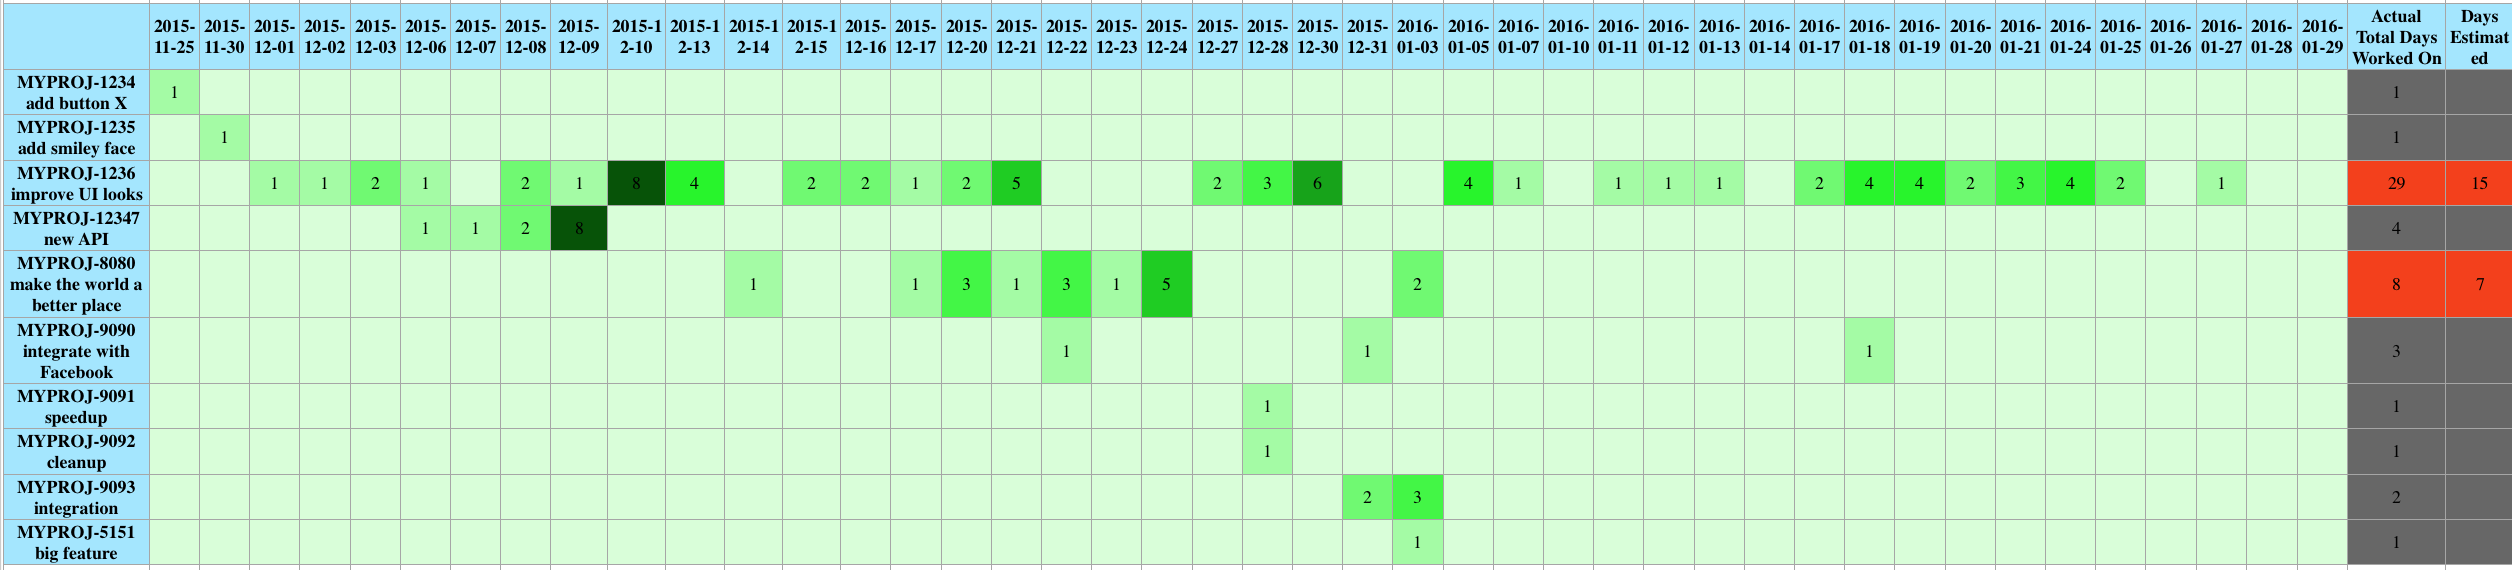 2015-11-25 2015-11-30 2015-12-01 2015-12-02 2015-12-03 2015-12-06 2015-12-07 2015-12-08 2015-12-09 2015-12-10 2015-12-13 2015-12-14 2015-12-15 2015-12-16 2015-12-17 2015-12-20 2015-12-21 2015-12-22 2015-12-23 2015-12-24 2015-12-27 2015-12-28 2015-12-30 2015-12-31 2016-01-03 2016-01-05 2016-01-07 2016-01-10 2016-01-11 2016-01-12 2016-01-13 2016-01-14 2016-01-17 2016-01-18 2016-01-19 2016-01-20 2016-01-21 2016-01-24 2016-01-25 2016-01-26 2016-01-27 2016-01-28 2016-01-29 Actual Total Days Worked On Days Estimated
MYPROJ-1234 add button X 1 1
MYPROJ-1235 add smiley face 1 1
MYPROJ-1236 improve UI looks 1 1 2 1 2 1 8 4 2 2 1 2 5 2 3 6 4 1 1 1 1 2 4 4 2 3 4 2 1 29 15
MYPROJ-12347 new API 1 1 2 8 4
MYPROJ-8080 make the world a better place 1 1 3 1 3 1 5 2 8 7
MYPROJ-9090 integrate with Facebook 1 1 1 3
MYPROJ-9091 speedup 1 1
MYPROJ-9092 cleanup 1 1
MYPROJ-9093 integration 2 3 2
MYPROJ-5151 big feature 1 1